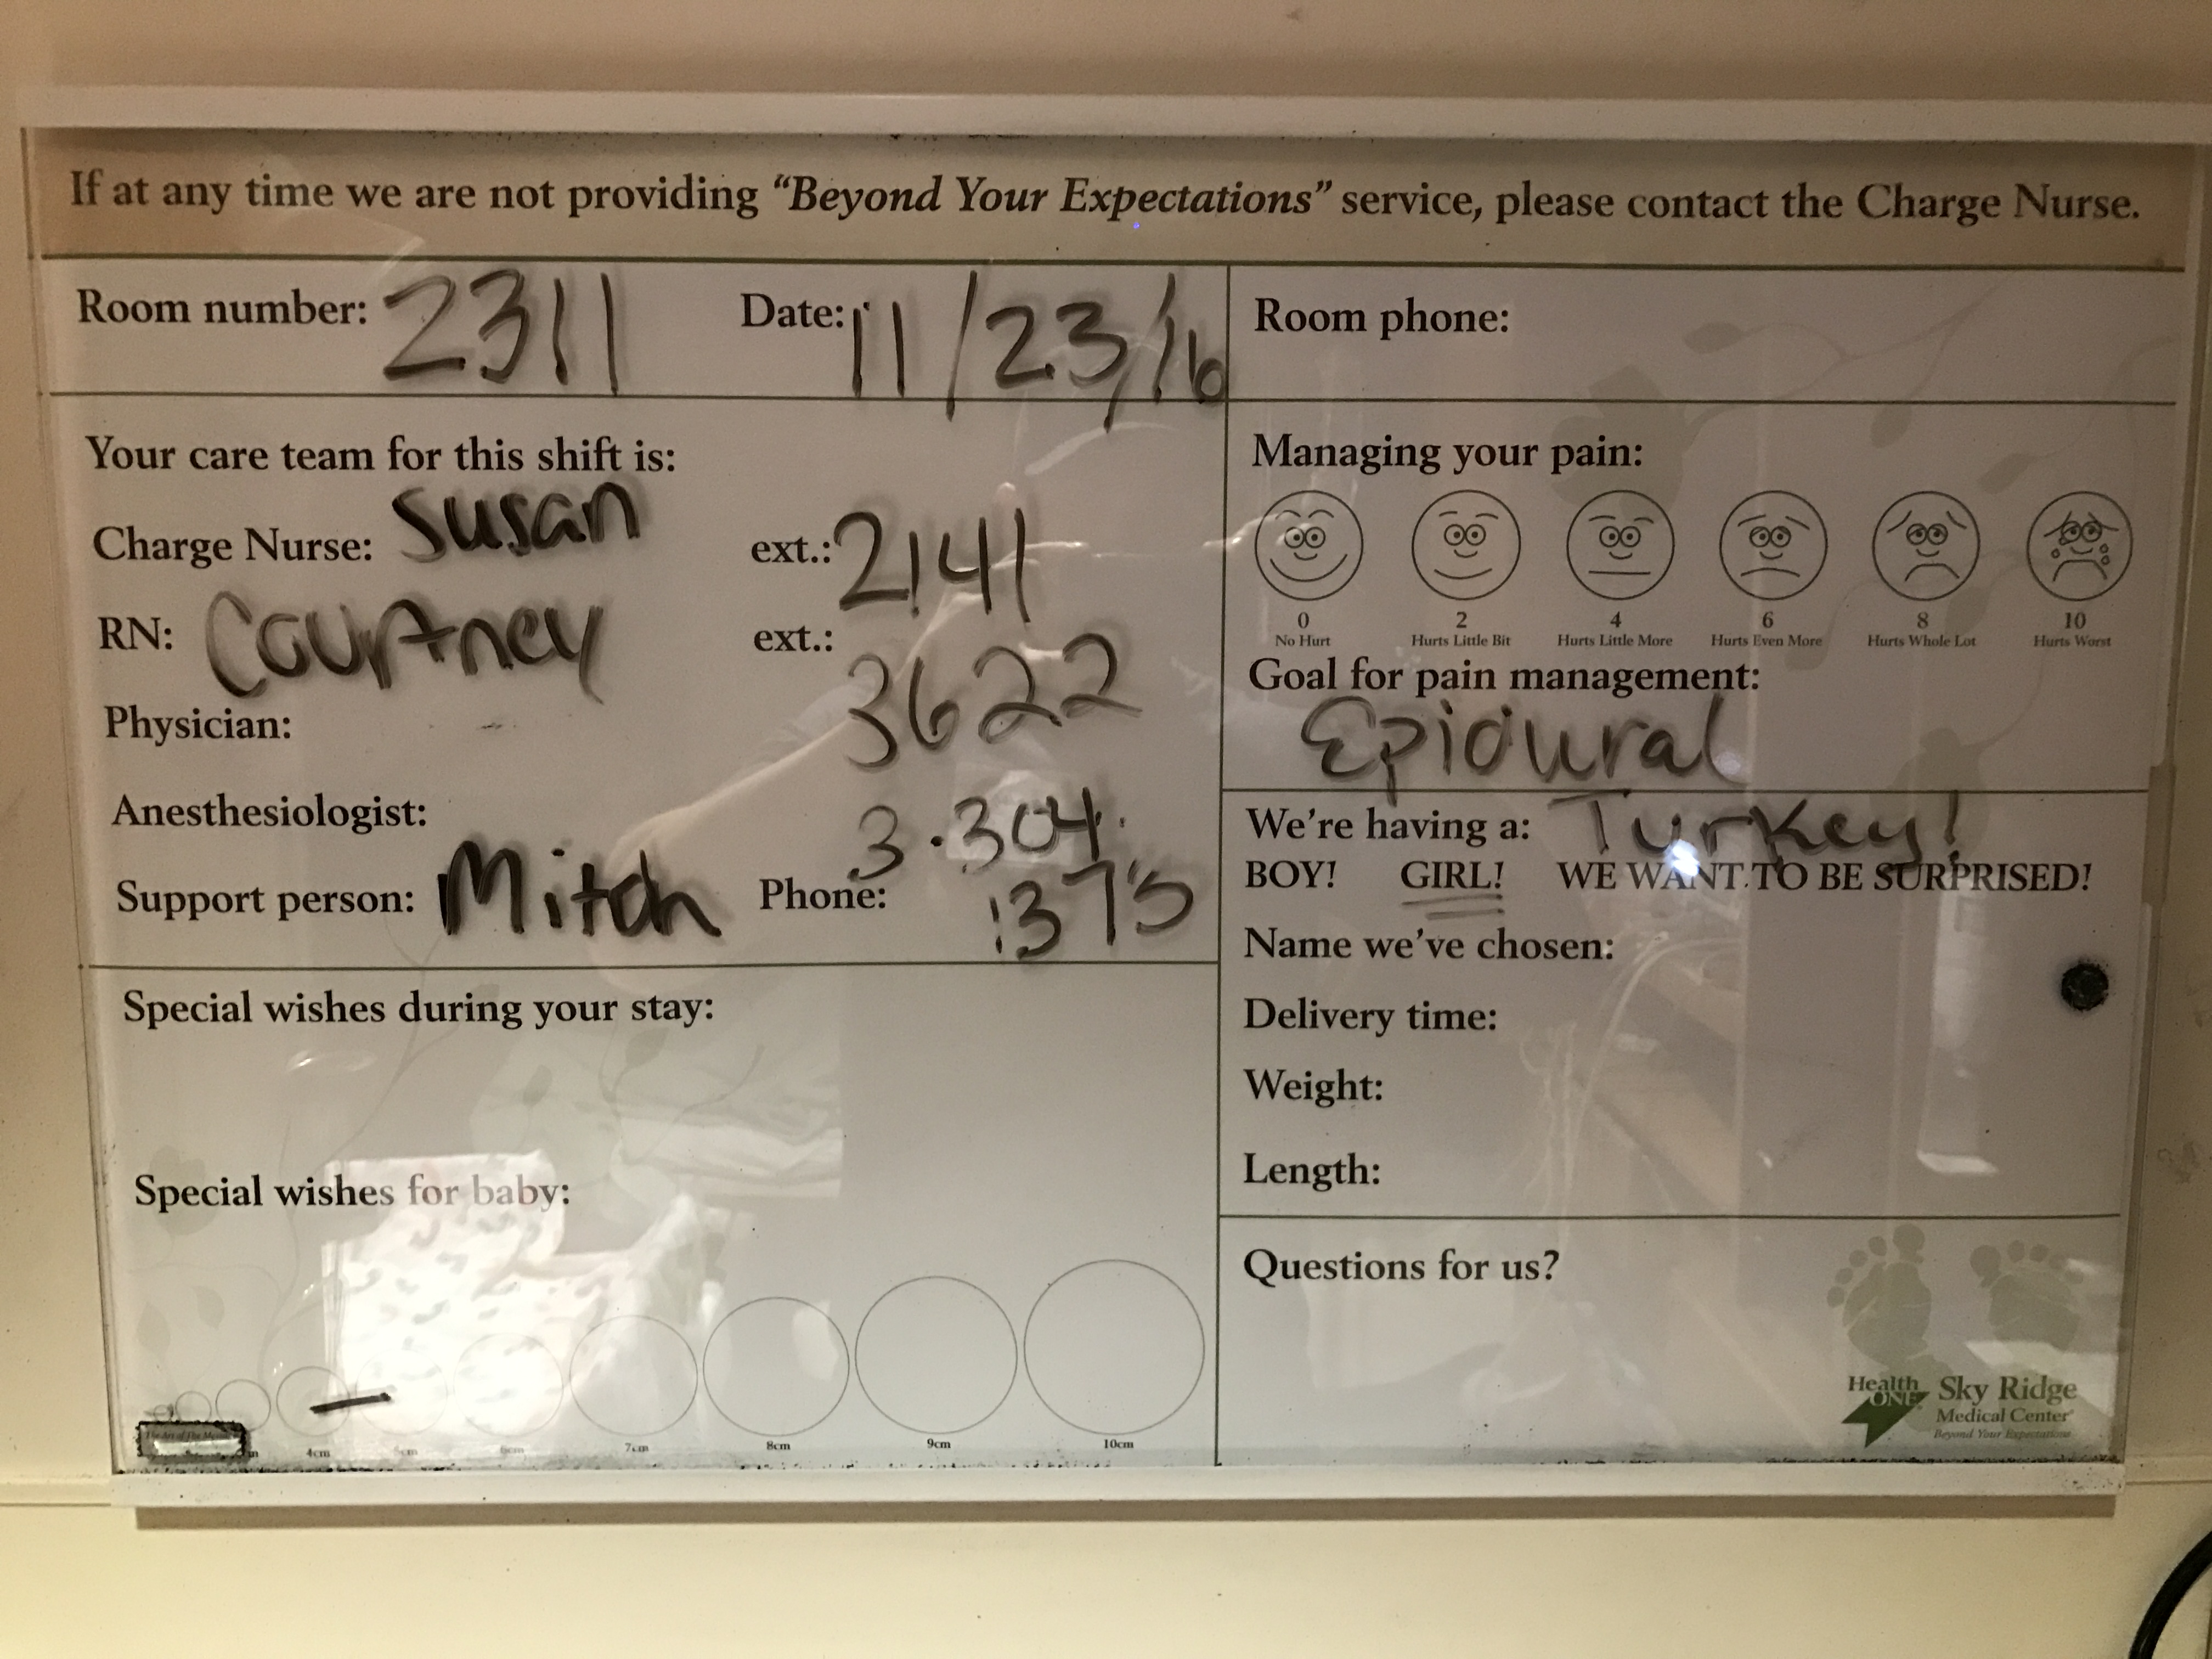 If at any time we are not providing “Beyond Your Expectations” service, please contact the Charge Nurse.
Room number: 2311 Date: 11/23/16
Room phone:
Your care team for this shift is:
Charge Nurse: Susan ext.: 2141
RN: Courtney ext.: 3622
Physician:
Anesthesiologist:
Support person: Mitch Phone: 3.304.
1375
Special wishes during your stay:
Special wishes for baby:
4cm 5cm 6cm 7cm 8cm 9cm 10cm
Managing your pain:
0 2 4 6 8 10
No Hurt Hurts Little Bit Hurts Little More Hurts Even More Hurts Whole Lot Hurts Worst
Goal for pain management:
Epidural
We're having a: Turkey!
BOY! GIRL! WE WANT TO BE SURPRISED!
Name we've chosen:
Delivery time:
Weight:
Length:
Questions for us?
HealthONE Sky Ridge
Medical Center
Beyond Your Expectations